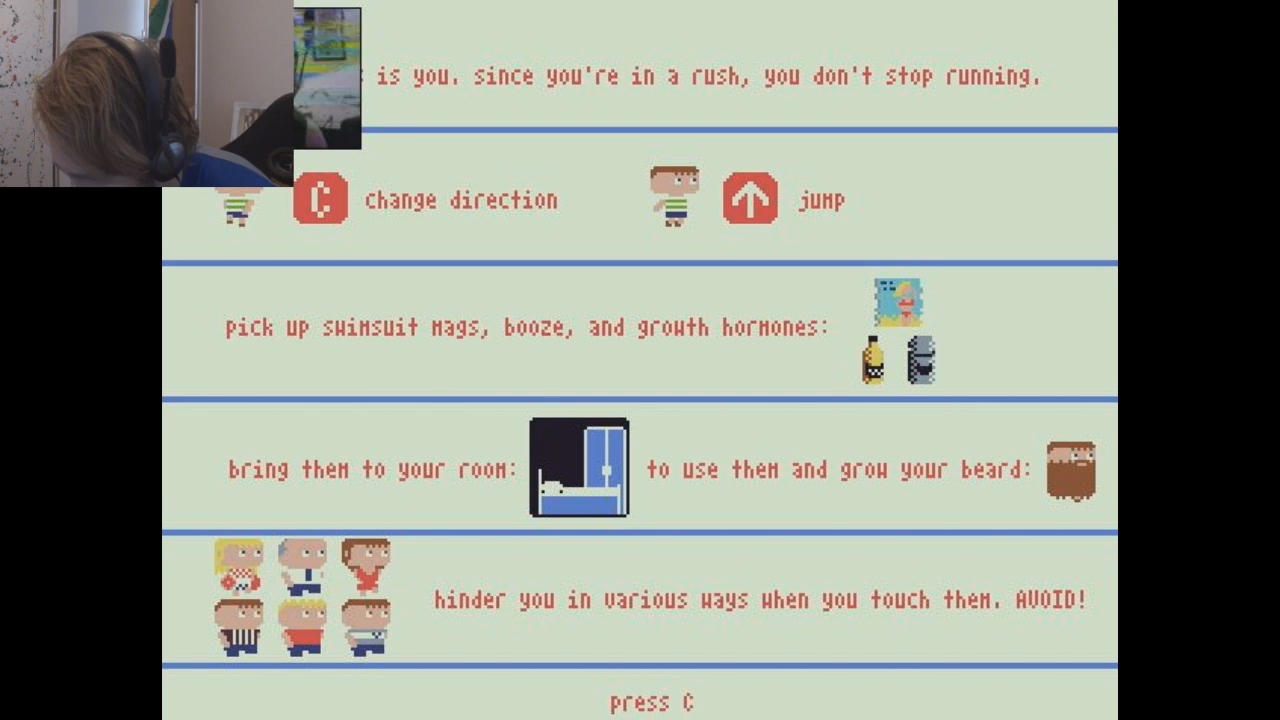 is you. since you're in a rush, you don't stop running.
C change direction jump
pick up swimsuit mags, booze, and growth hormones:
bring them to your room: to use them and grow your beard:
hinder you in various ways when you touch them. AVOID!
press C